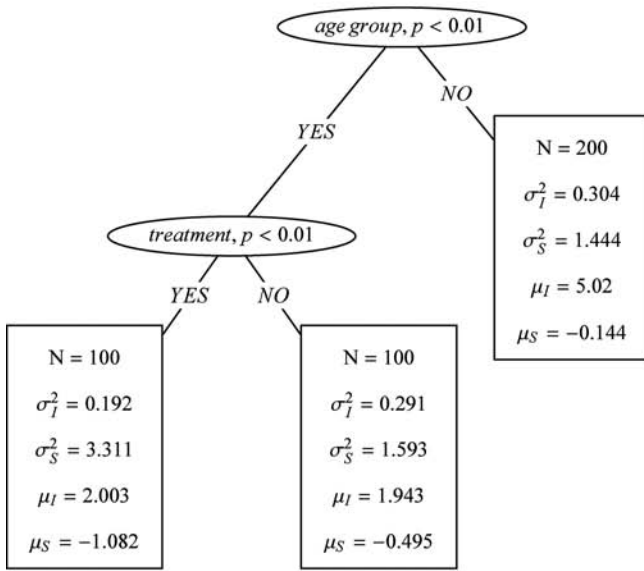 age group, p < 0.01
YES
NO
N = 200
σ²_I = 0.304
σ²_S = 1.444
μ_I = 5.02
μ_S = −0.144
treatment, p < 0.01
YES
NO
N = 100
σ²_I = 0.192
σ²_S = 3.311
μ_I = 2.003
μ_S = −1.082
N = 100
σ²_I = 0.291
σ²_S = 1.593
μ_I = 1.943
μ_S = −0.495